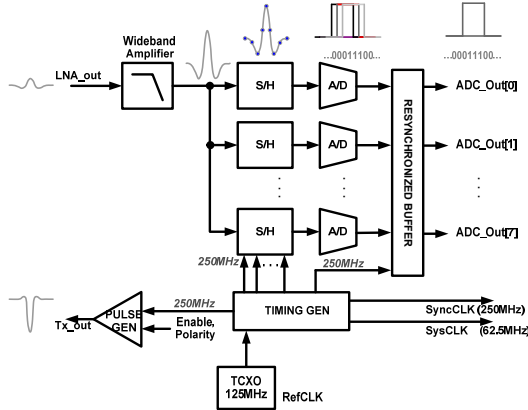 Wideband
Amplifier
...00011100...
...00011100...
LNA_out
S/H
A/D
ADC_Out[0]
S/H
A/D
ADC_Out[1]
RESYNCHRONIZED BUFFER
S/H
A/D
ADC_Out[7]
250MHz
250MHz
250MHz
TIMING GEN
SyncCLK (250MHz)
Tx_out
PULSE
GEN
Enable,
Polarity
SysCLK (62.5MHz)
TCXO
125MHz
RefCLK